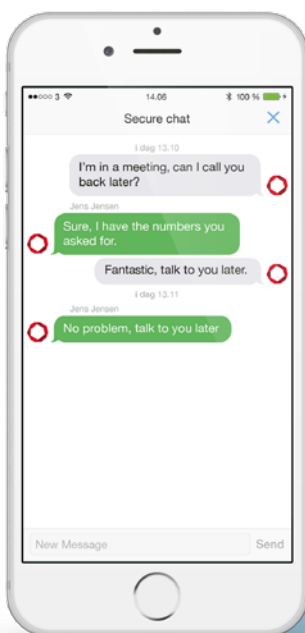 3 14.06 100 %
Secure chat
I dag 13.10
I'm in a meeting, can I call you
back later?
Jens Jensen
Sure, I have the numbers you
asked for.
Fantastic, talk to you later.
I dag 13.11
Jens Jensen
No problem, talk to you later
New Message Send